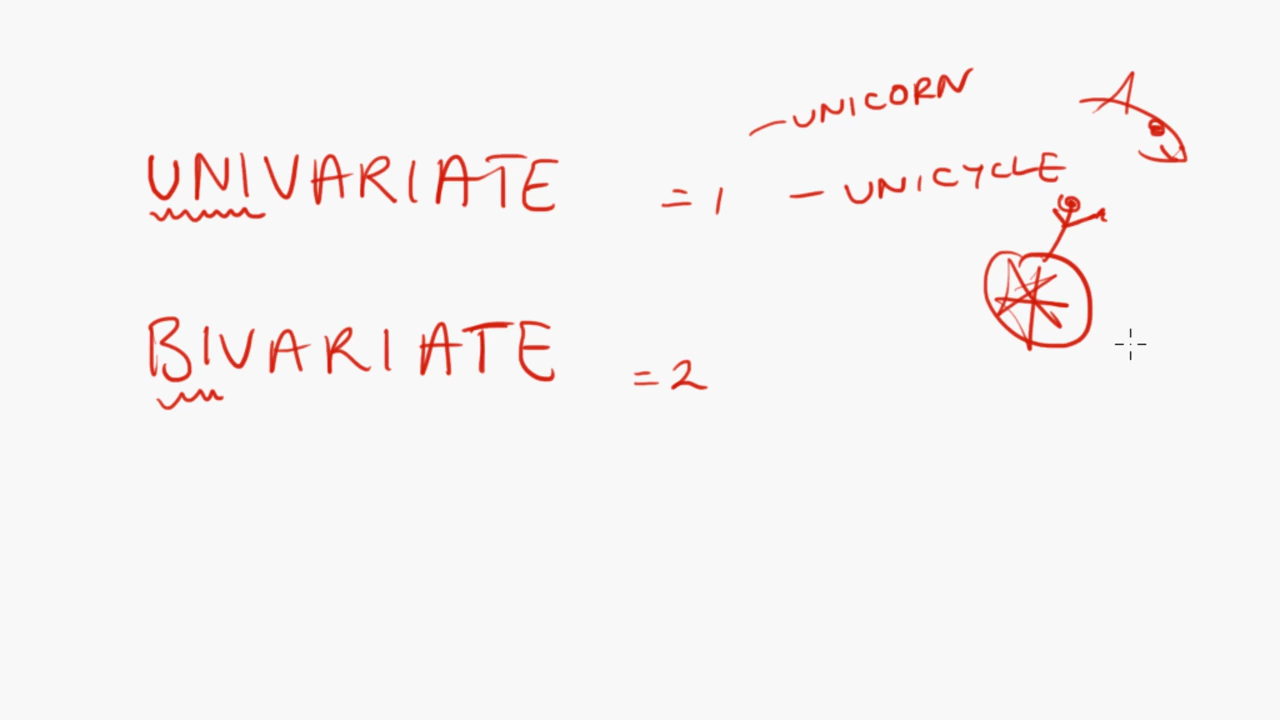 – UNICORN
UNIVARIATE = 1 – UNICYCLE
BIVARIATE = 2